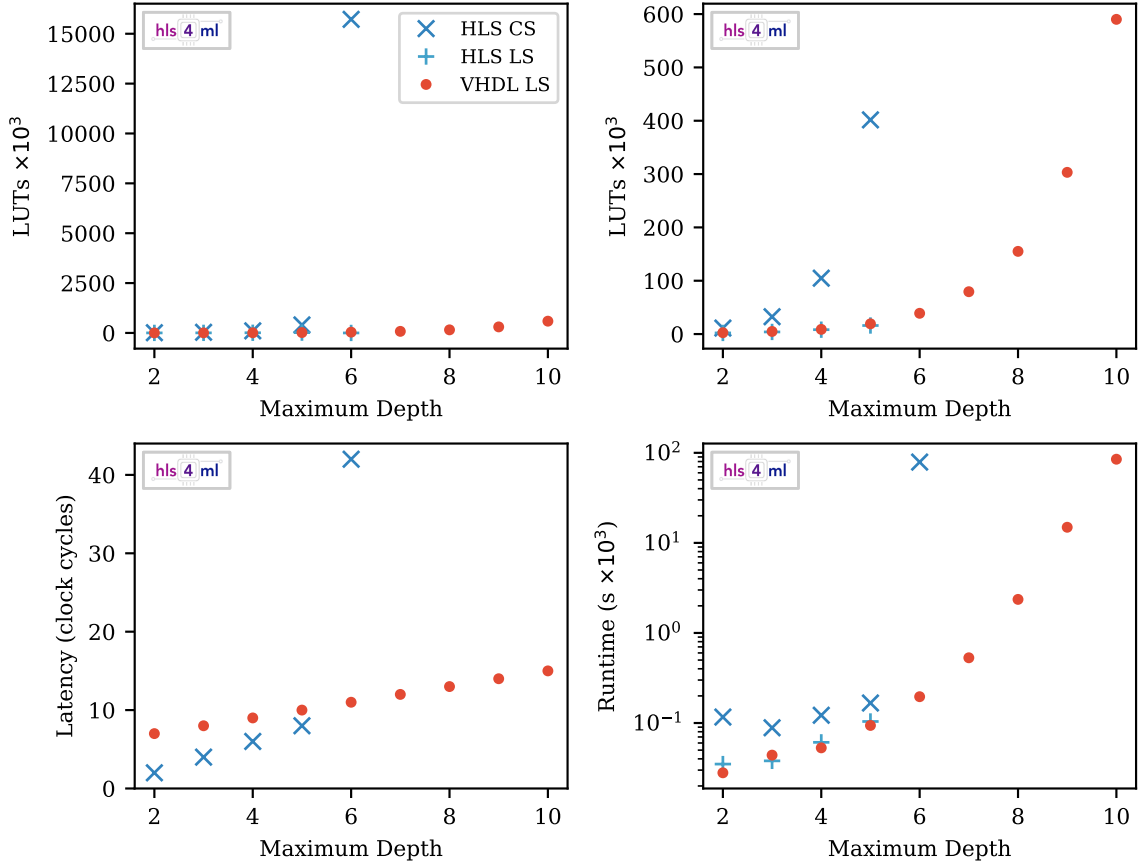 hls 4 ml
HLS CS
HLS LS
VHDL LS
15000
12500
10000
7500
5000
2500
0
LUTs ×10³
2 4 6 8 10
Maximum Depth
hls 4 ml
600
500
400
300
200
100
0
LUTs ×10³
2 4 6 8 10
Maximum Depth
hls 4 ml
40
30
20
10
0
Latency (clock cycles)
2 4 6 8 10
Maximum Depth
hls 4 ml
10²
10¹
10⁰
10⁻¹
Runtime (s ×10³)
2 4 6 8 10
Maximum Depth